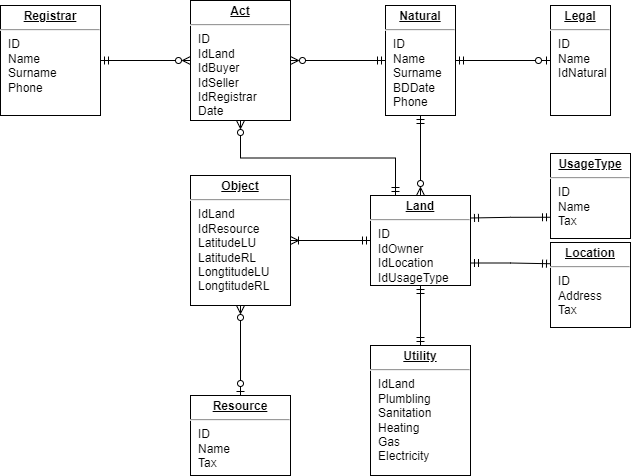 Registrar
ID
Name
Surname
Phone
Act
ID
IdLand
IdBuyer
IdSeller
IdRegistrar
Date
Natural
ID
Name
Surname
BDDate
Phone
Legal
ID
Name
IdNatural
Object
IdLand
IdResource
LatitudeLU
LatitudeRL
LongtitudeLU
LongtitudeRL
Land
ID
IdOwner
IdLocation
IdUsageType
UsageType
ID
Name
Tax
Location
ID
Address
Tax
Resource
ID
Name
Tax
Utility
IdLand
Plumbling
Sanitation
Heating
Gas
Electricity